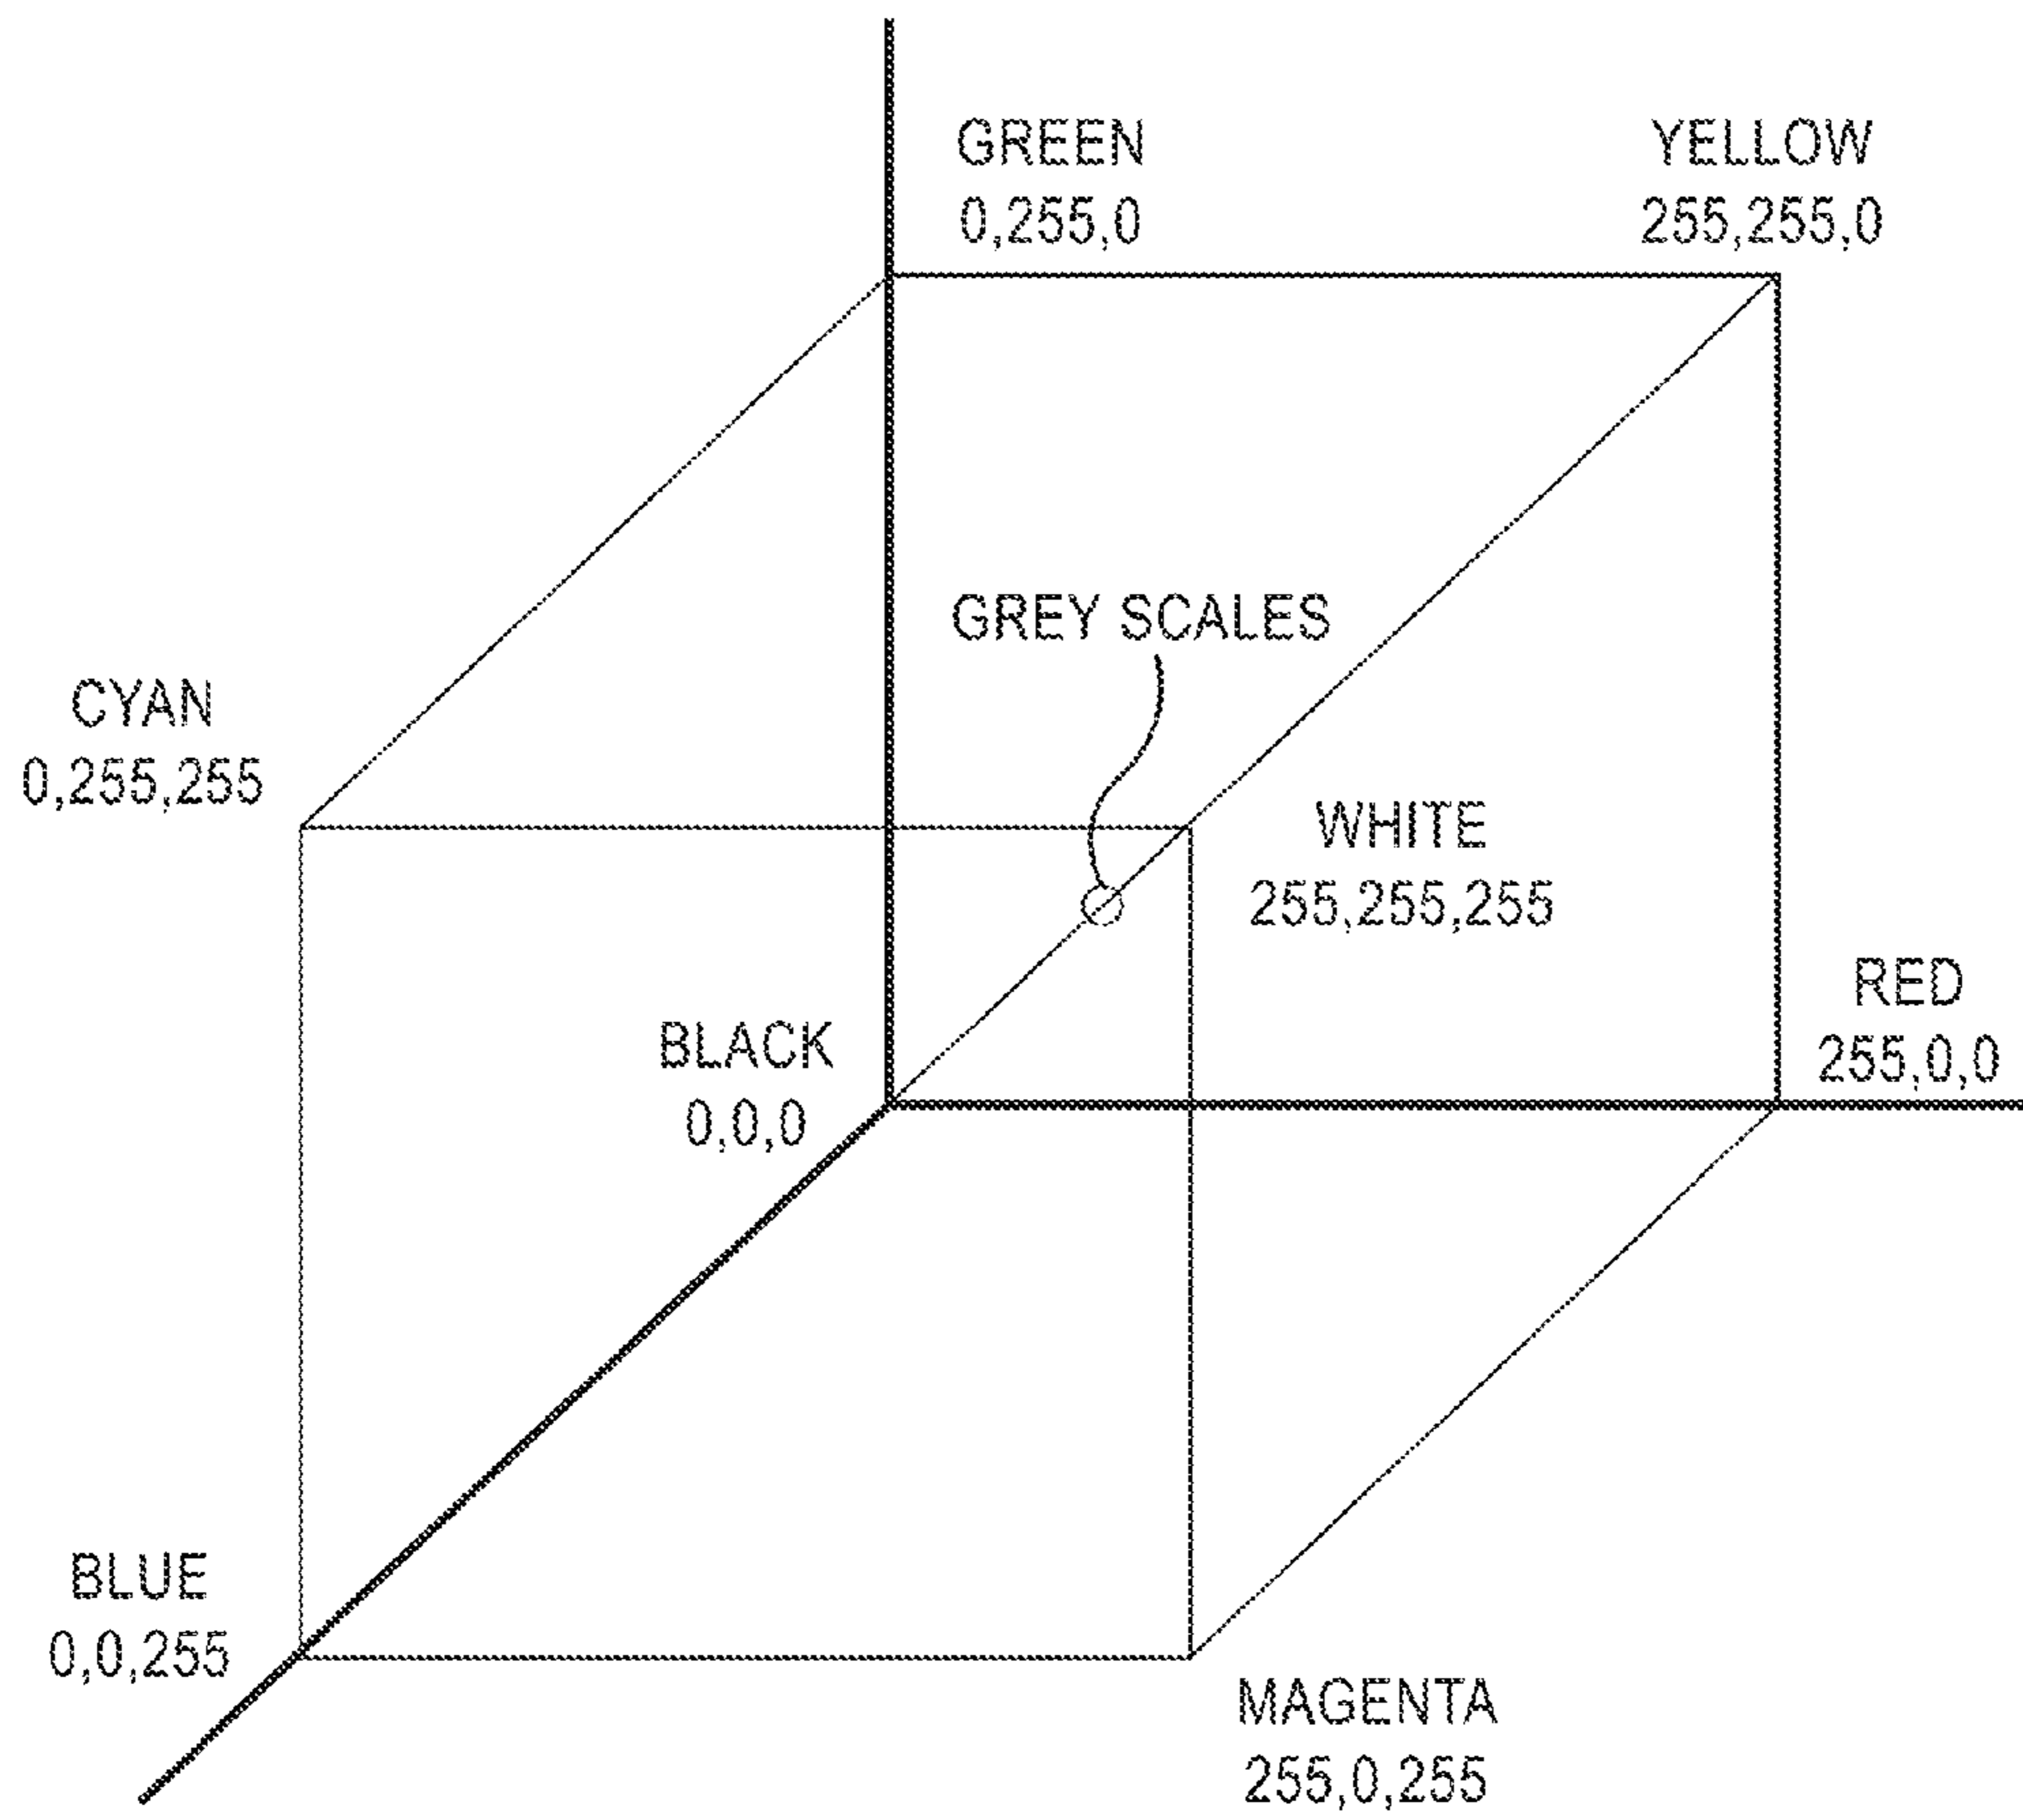 GREEN
0,255,0
YELLOW
255,255,0
GREY SCALES
CYAN
0,255,255
WHITE
255,255,255
RED
255,0,0
BLACK
0,0,0
BLUE
0,0,255
MAGENTA
255,0,255